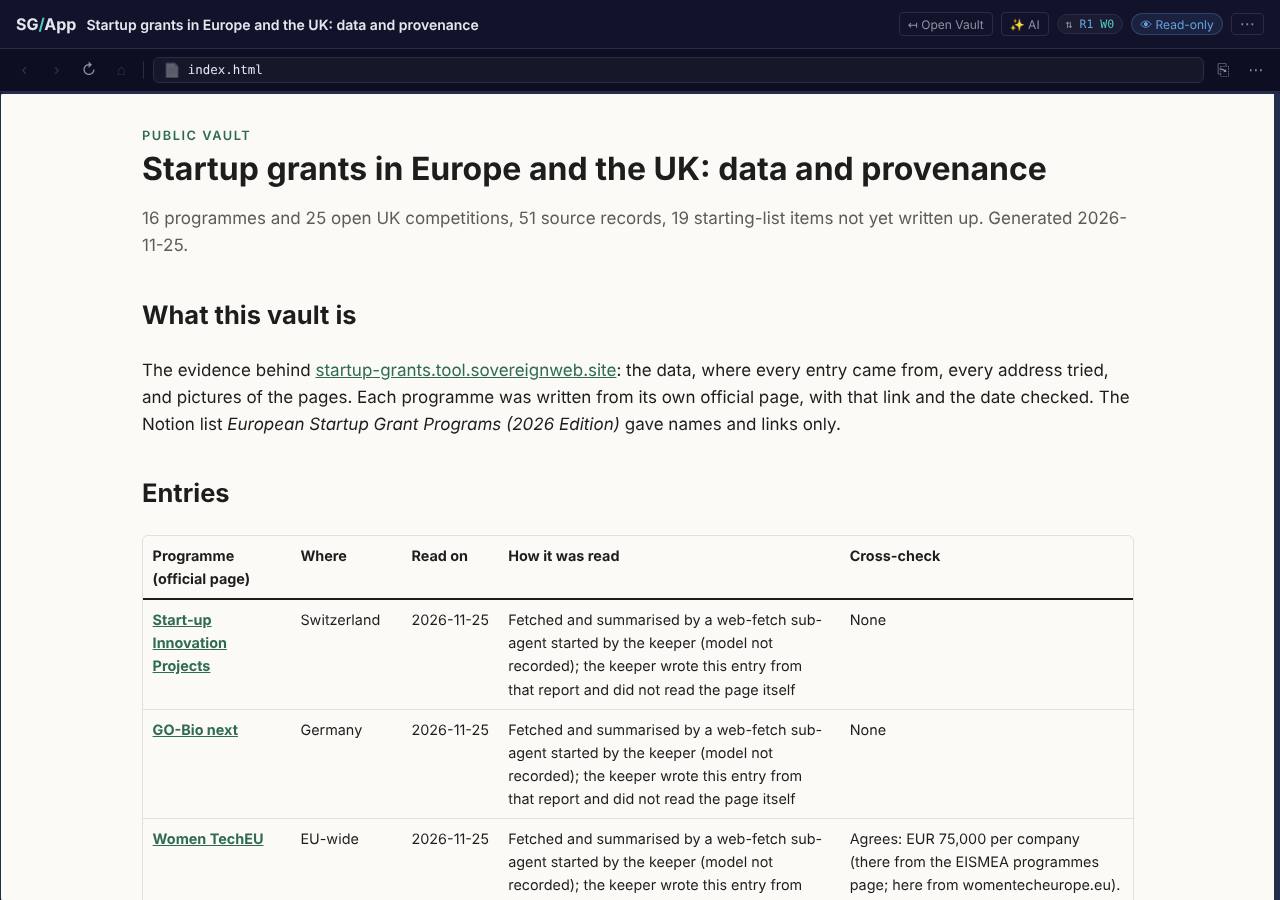 SG/App Startup grants in Europe and the UK: data and provenance
↤ Open Vault
✨ AI
⇅ R1 W0
Read-only
index.html
PUBLIC VAULT
Startup grants in Europe and the UK: data and provenance
16 programmes and 25 open UK competitions, 51 source records, 19 starting-list items not yet written up. Generated 2026-
11-25.
What this vault is
The evidence behind startup-grants.tool.sovereignweb.site: the data, where every entry came from, every address tried,
and pictures of the pages. Each programme was written from its own official page, with that link and the date checked. The
Notion list European Startup Grant Programs (2026 Edition) gave names and links only.
Entries
Programme
(official page)
Where
Read on
How it was read
Cross-check
Start-up
Innovation
Projects
Switzerland
2026-11-25
Fetched and summarised by a web-fetch sub-
agent started by the keeper (model not
recorded); the keeper wrote this entry from
that report and did not read the page itself
None
GO-Bio next
Germany
2026-11-25
Fetched and summarised by a web-fetch sub-
agent started by the keeper (model not
recorded); the keeper wrote this entry from
that report and did not read the page itself
None
Women TechEU
EU-wide
2026-11-25
Fetched and summarised by a web-fetch sub-
agent started by the keeper (model not
recorded); the keeper wrote this entry from
Agrees: EUR 75,000 per company
(there from the EISMEA programmes
page; here from womentecheurope.eu).